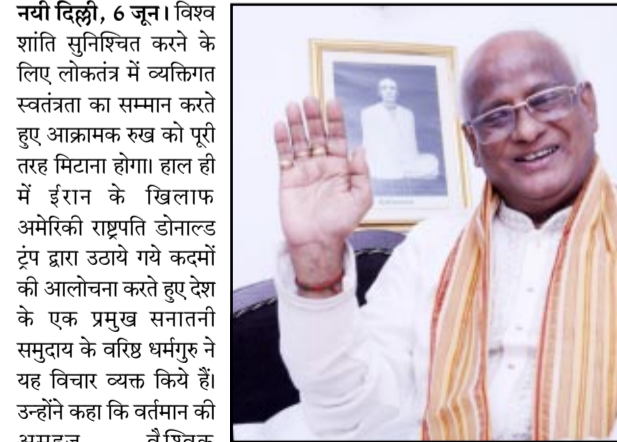 नयी दिल्ली, 6 जून। विश्व
शांति सुनिश्चित करने के
लिए लोकतंत्र में व्यक्तिगत
स्वतंत्रता का सम्मान करते
हुए आक्रामक रुख को पूरी
तरह मिटाना होगा। हाल ही
में ईरान के खिलाफ
अमेरिकी राष्ट्रपति डोनाल्ड
ट्रंप द्वारा उठाये गये कदमों
की आलोचना करते हुए देश
के एक प्रमुख सनातनी
समुदाय के वरिष्ठ धर्मगुरु ने
यह विचार व्यक्त किये हैं।
उन्होंने कहा कि वर्तमान की